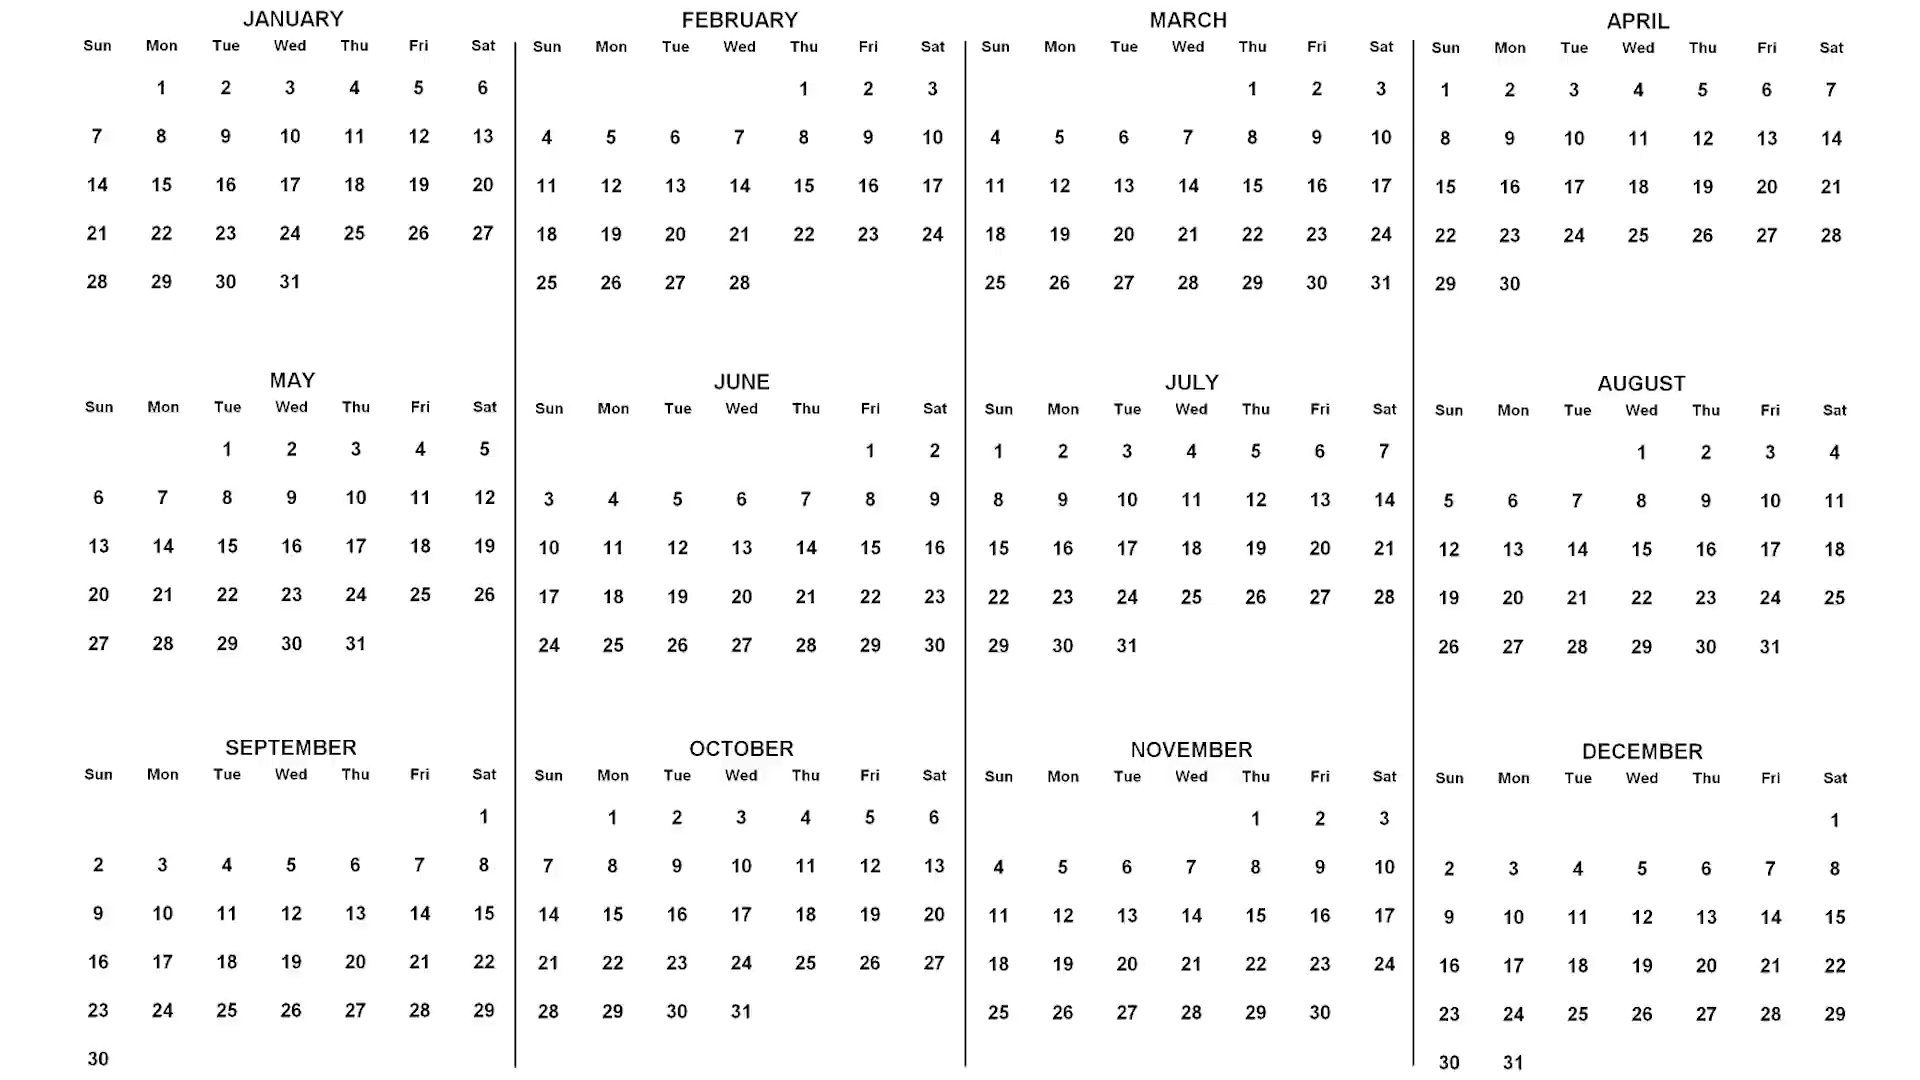 JANUARY
Sun Mon Tue Wed Thu Fri Sat
1 2 3 4 5 6
7 8 9 10 11 12 13
14 15 16 17 18 19 20
21 22 23 24 25 26 27
28 29 30 31
FEBRUARY
Sun Mon Tue Wed Thu Fri Sat
1 2 3
4 5 6 7 8 9 10
11 12 13 14 15 16 17
18 19 20 21 22 23 24
25 26 27 28
MARCH
Sun Mon Tue Wed Thu Fri Sat
1 2 3
4 5 6 7 8 9 10
11 12 13 14 15 16 17
18 19 20 21 22 23 24
25 26 27 28 29 30 31
APRIL
Sun Mon Tue Wed Thu Fri Sat
1 2 3 4 5 6 7
8 9 10 11 12 13 14
15 16 17 18 19 20 21
22 23 24 25 26 27 28
29 30
MAY
Sun Mon Tue Wed Thu Fri Sat
1 2 3 4 5
6 7 8 9 10 11 12
13 14 15 16 17 18 19
20 21 22 23 24 25 26
27 28 29 30 31
JUNE
Sun Mon Tue Wed Thu Fri Sat
1 2
3 4 5 6 7 8 9
10 11 12 13 14 15 16
17 18 19 20 21 22 23
24 25 26 27 28 29 30
JULY
Sun Mon Tue Wed Thu Fri Sat
1 2 3 4 5 6 7
8 9 10 11 12 13 14
15 16 17 18 19 20 21
22 23 24 25 26 27 28
29 30 31
AUGUST
Sun Mon Tue Wed Thu Fri Sat
1 2 3 4
5 6 7 8 9 10 11
12 13 14 15 16 17 18
19 20 21 22 23 24 25
26 27 28 29 30 31
SEPTEMBER
Sun Mon Tue Wed Thu Fri Sat
1
2 3 4 5 6 7 8
9 10 11 12 13 14 15
16 17 18 19 20 21 22
23 24 25 26 27 28 29
30
OCTOBER
Sun Mon Tue Wed Thu Fri Sat
1 2 3 4 5 6
7 8 9 10 11 12 13
14 15 16 17 18 19 20
21 22 23 24 25 26 27
28 29 30 31
NOVEMBER
Sun Mon Tue Wed Thu Fri Sat
1 2 3
4 5 6 7 8 9 10
11 12 13 14 15 16 17
18 19 20 21 22 23 24
25 26 27 28 29 30
DECEMBER
Sun Mon Tue Wed Thu Fri Sat
1
2 3 4 5 6 7 8
9 10 11 12 13 14 15
16 17 18 19 20 21 22
23 24 25 26 27 28 29
30 31